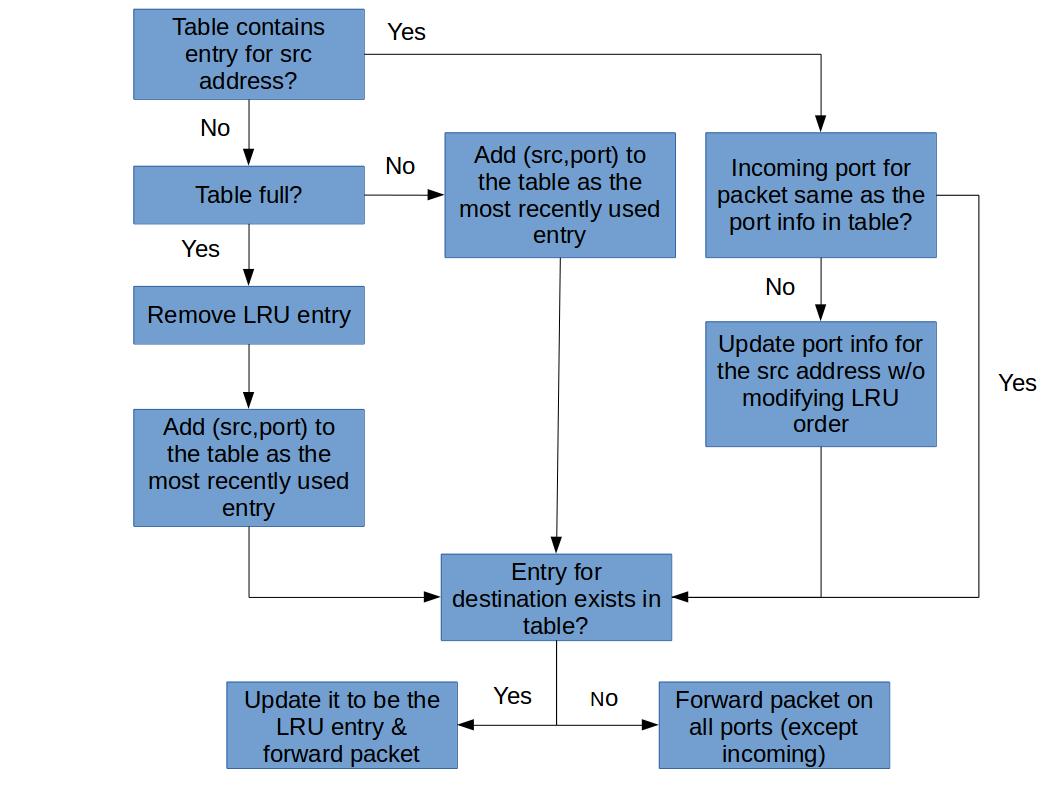 Table contains
entry for src
address?
Yes
No
Table full?
No
Add (src,port) to
the table as the
most recently used
entry
Incoming port for
packet same as the
port info in table?
Yes
No
Remove LRU entry
Update port info for
the src address w/o
modifying LRU
order
Yes
Add (src,port) to
the table as the
most recently used
entry
Entry for
destination exists in
table?
Yes
No
Update it to be the
LRU entry &
forward packet
Forward packet on
all ports (except
incoming)